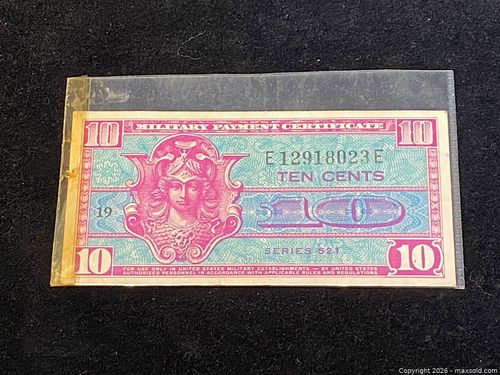 10 MILITARY PAYMENT CERTIFICATE 10
E12918023E
TEN CENTS
19
10
SERIES 521
10 10
FOR USE ONLY IN UNITED STATES MILITARY ESTABLISHMENTS — BY UNITED STATES
AUTHORIZED PERSONNEL IN ACCORDANCE WITH APPLICABLE RULES AND REGULATIONS
Copyright 2026 - maxsold.com